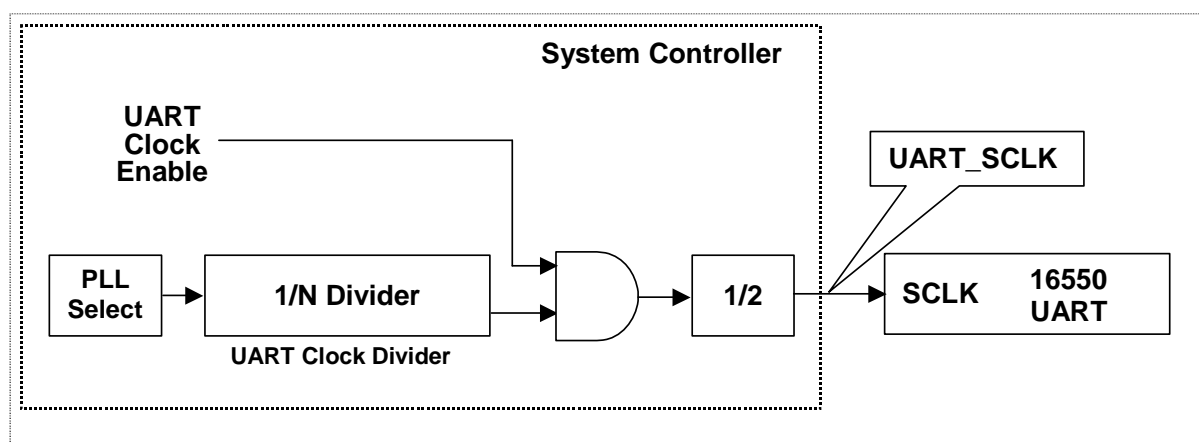 System Controller
UART
Clock
Enable
UART_SCLK
PLL
Select
1/N Divider
1/2
SCLK
16550
UART
UART Clock Divider